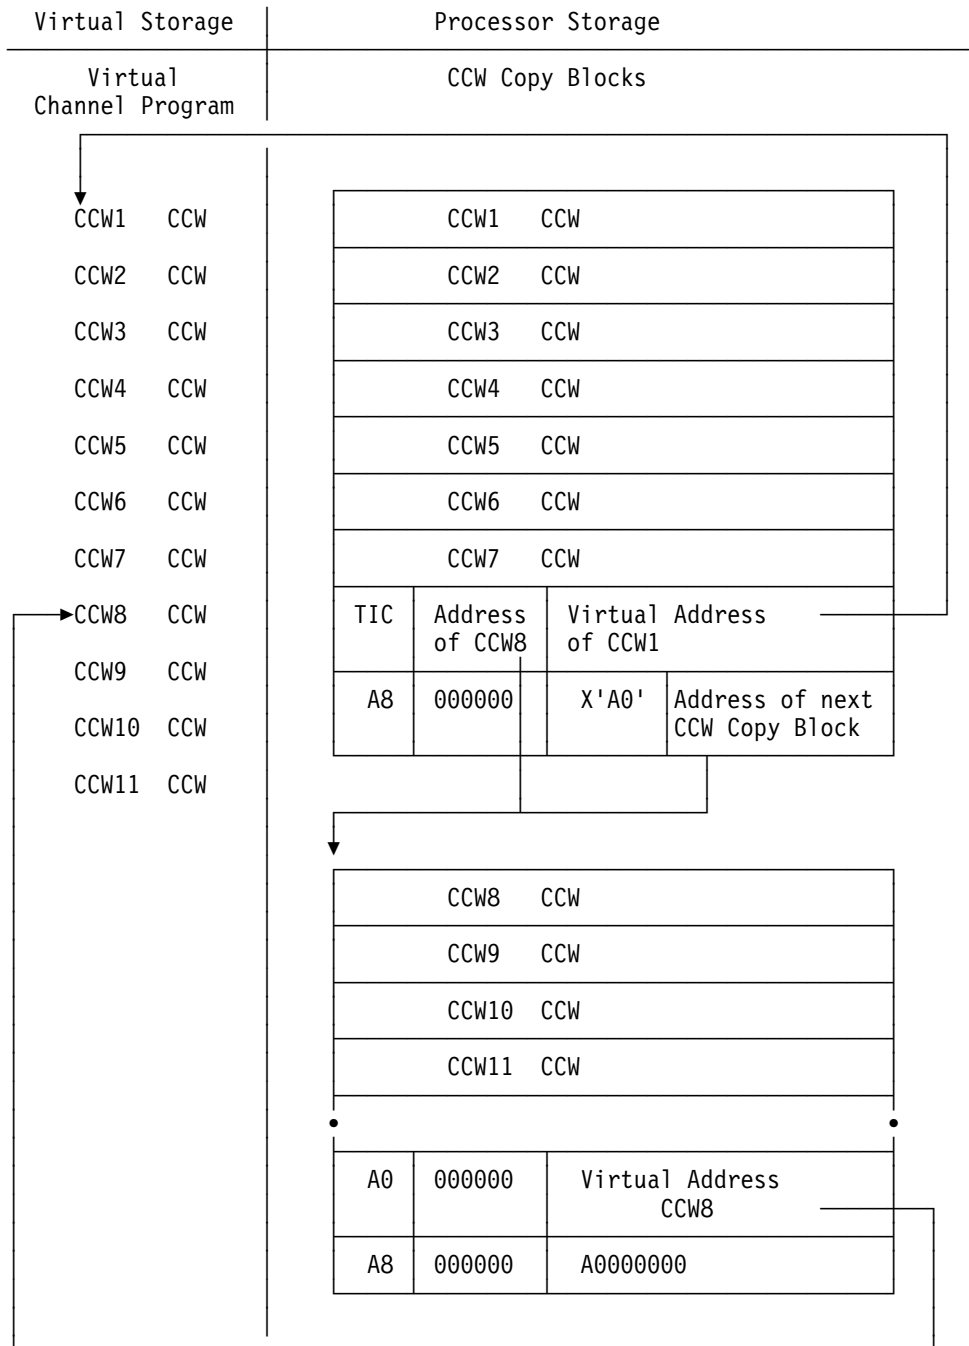 Virtual Storage Processor Storage
Virtual CCW Copy Blocks
Channel Program
CCW1 CCW CCW1 CCW
CCW2 CCW CCW2 CCW
CCW3 CCW CCW3 CCW
CCW4 CCW CCW4 CCW
CCW5 CCW CCW5 CCW
CCW6 CCW CCW6 CCW
CCW7 CCW CCW7 CCW
CCW8 CCW TIC Address Virtual Address
of CCW8 of CCW1
CCW9 CCW
A8 000000 X'A0' Address of next
CCW10 CCW CCW Copy Block
CCW11 CCW
CCW8 CCW
CCW9 CCW
CCW10 CCW
CCW11 CCW
A0 000000 Virtual Address
CCW8
A8 000000 A0000000